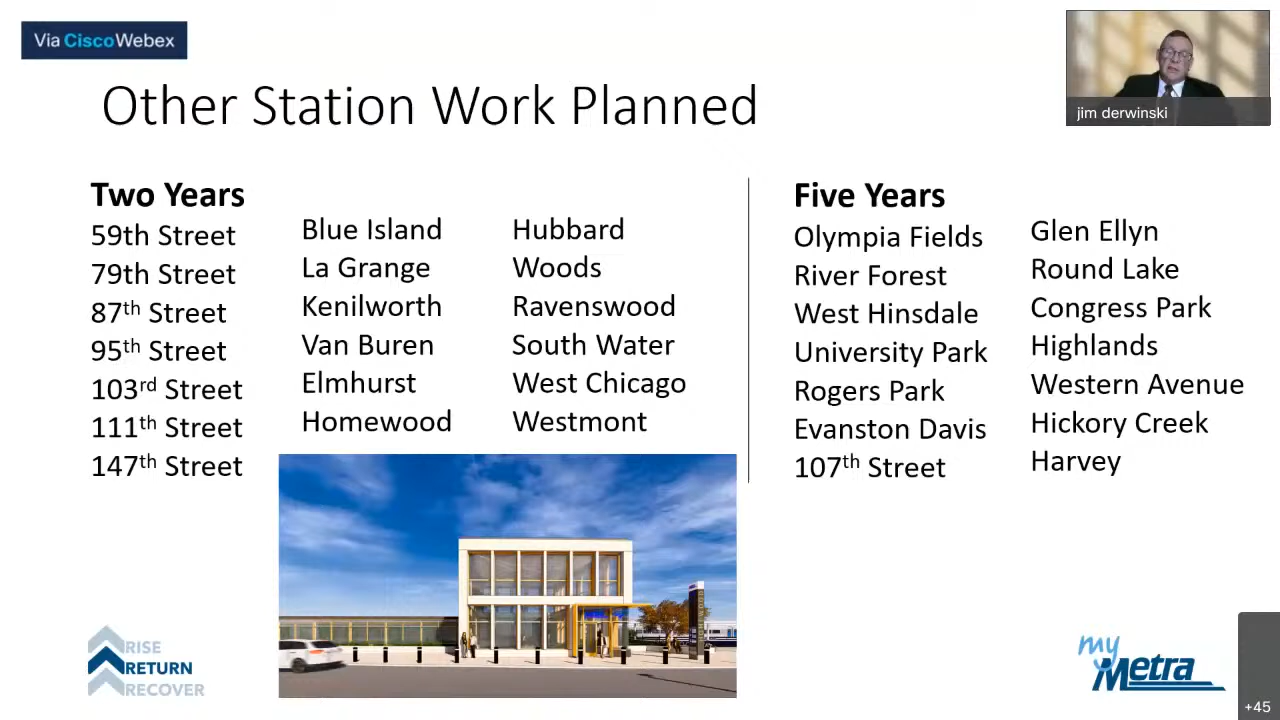 Via Cisco Webex
jim derwinski
Other Station Work Planned
Two Years
59th Street
79th Street
87th Street
95th Street
103rd Street
111th Street
147th Street
Blue Island
La Grange
Kenilworth
Van Buren
Elmhurst
Homewood
Hubbard
Woods
Ravenswood
South Water
West Chicago
Westmont
Five Years
Olympia Fields
River Forest
West Hinsdale
University Park
Rogers Park
Evanston Davis
107th Street
Glen Ellyn
Round Lake
Congress Park
Highlands
Western Avenue
Hickory Creek
Harvey
RISE
RETURN
RECOVER
my
Metra
+45